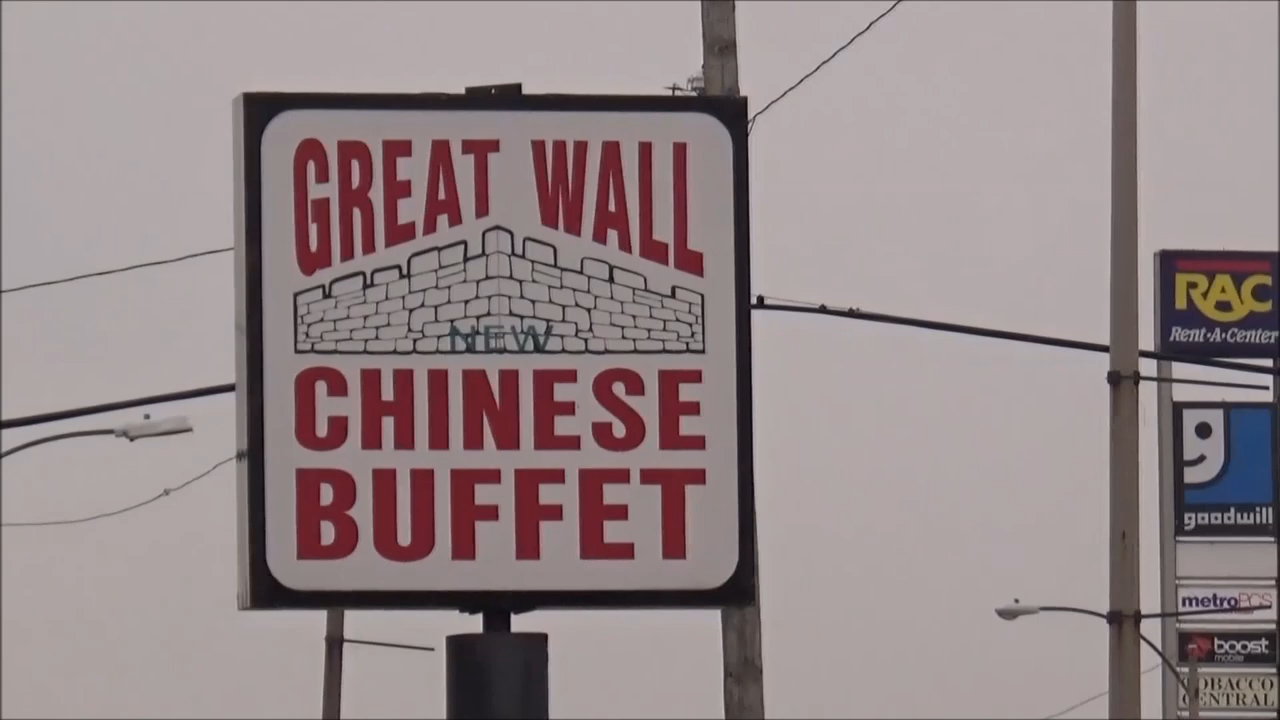 GREAT WALL
NEW
CHINESE
BUFFET
RAC
Rent-A-Center
goodwill
metroPCS
boost
mobile
TOBACCO
CENTRAL